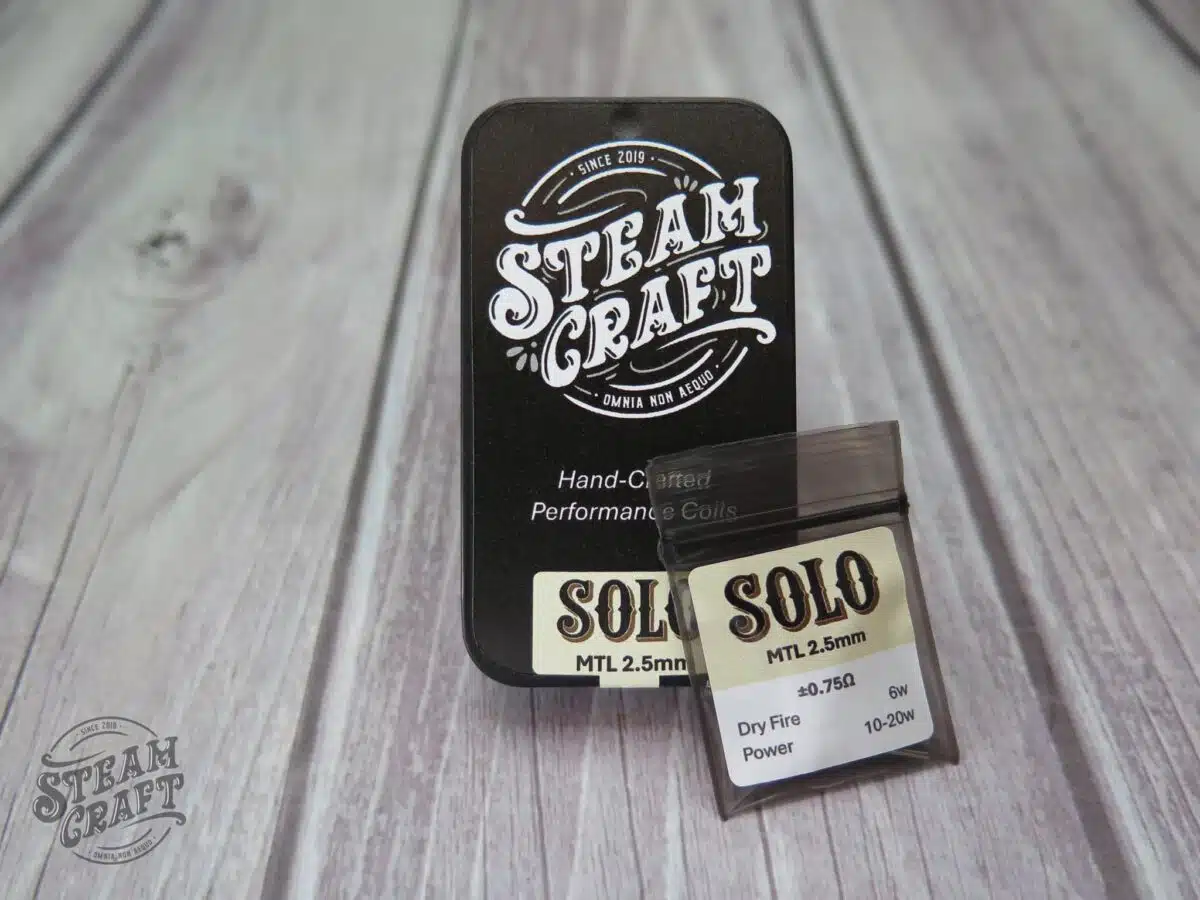 · SINCE 2019 ·
STEAM
CRAFT
· OMNIA NON AEQUO ·
Hand-Crafted
Performance Coils
SOLO
MTL 2.5mm
SOLO
MTL 2.5mm
±0.75Ω
Dry Fire 6w
Power 10-20w
· SINCE 2019 ·
STEAM
CRAFT
· OMNIA NON AEQUO ·